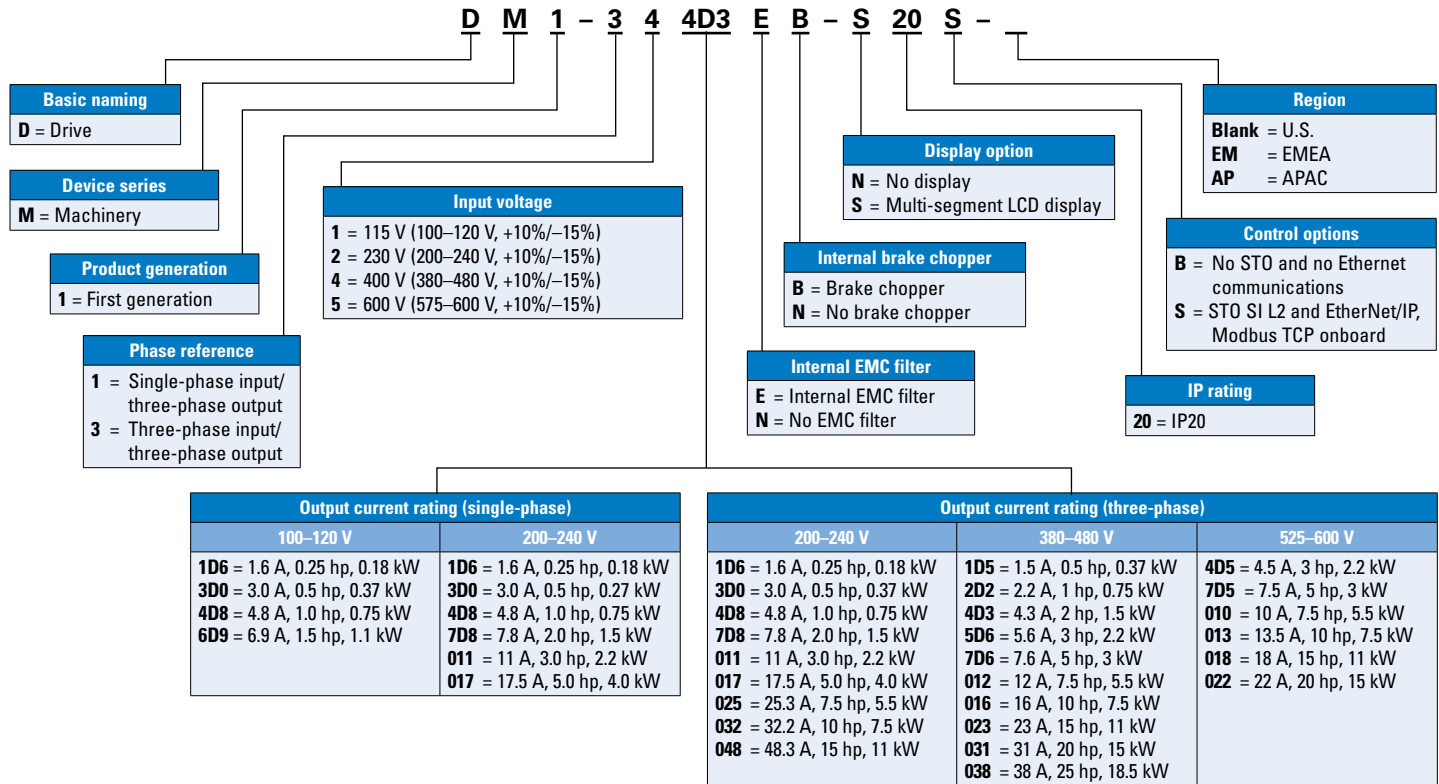 D M 1 – 3 4 4D3 E B – S 20 S –
Basic naming
D = Drive
Device series
M = Machinery
Product generation
1 = First generation
Phase reference
1 = Single-phase input/
three-phase output
3 = Three-phase input/
three-phase output
Input voltage
1 = 115 V (100–120 V, +10%/–15%)
2 = 230 V (200–240 V, +10%/–15%)
4 = 400 V (380–480 V, +10%/–15%)
5 = 600 V (575–600 V, +10%/–15%)
Display option
N = No display
S = Multi-segment LCD display
Internal brake chopper
B = Brake chopper
N = No brake chopper
Internal EMC filter
E = Internal EMC filter
N = No EMC filter
Region
Blank = U.S.
EM = EMEA
AP = APAC
Control options
B = No STO and no Ethernet
communications
S = STO SI L2 and EtherNet/IP,
Modbus TCP onboard
IP rating
20 = IP20
Output current rating (single-phase)
100–120 V
1D6 = 1.6 A, 0.25 hp, 0.18 kW
3D0 = 3.0 A, 0.5 hp, 0.37 kW
4D8 = 4.8 A, 1.0 hp, 0.75 kW
6D9 = 6.9 A, 1.5 hp, 1.1 kW
200–240 V
1D6 = 1.6 A, 0.25 hp, 0.18 kW
3D0 = 3.0 A, 0.5 hp, 0.27 kW
4D8 = 4.8 A, 1.0 hp, 0.75 kW
7D8 = 7.8 A, 2.0 hp, 1.5 kW
011 = 11 A, 3.0 hp, 2.2 kW
017 = 17.5 A, 5.0 hp, 4.0 kW
Output current rating (three-phase)
200–240 V
1D6 = 1.6 A, 0.25 hp, 0.18 kW
3D0 = 3.0 A, 0.5 hp, 0.37 kW
4D8 = 4.8 A, 1.0 hp, 0.75 kW
7D8 = 7.8 A, 2.0 hp, 1.5 kW
011 = 11 A, 3.0 hp, 2.2 kW
017 = 17.5 A, 5.0 hp, 4.0 kW
025 = 25.3 A, 7.5 hp, 5.5 kW
032 = 32.2 A, 10 hp, 7.5 kW
048 = 48.3 A, 15 hp, 11 kW
380–480 V
1D5 = 1.5 A, 0.5 hp, 0.37 kW
2D2 = 2.2 A, 1 hp, 0.75 kW
4D3 = 4.3 A, 2 hp, 1.5 kW
5D6 = 5.6 A, 3 hp, 2.2 kW
7D6 = 7.6 A, 5 hp, 3 kW
012 = 12 A, 7.5 hp, 5.5 kW
016 = 16 A, 10 hp, 7.5 kW
023 = 23 A, 15 hp, 11 kW
031 = 31 A, 20 hp, 15 kW
038 = 38 A, 25 hp, 18.5 kW
525–600 V
4D5 = 4.5 A, 3 hp, 2.2 kW
7D5 = 7.5 A, 5 hp, 3 kW
010 = 10 A, 7.5 hp, 5.5 kW
013 = 13.5 A, 10 hp, 7.5 kW
018 = 18 A, 15 hp, 11 kW
022 = 22 A, 20 hp, 15 kW